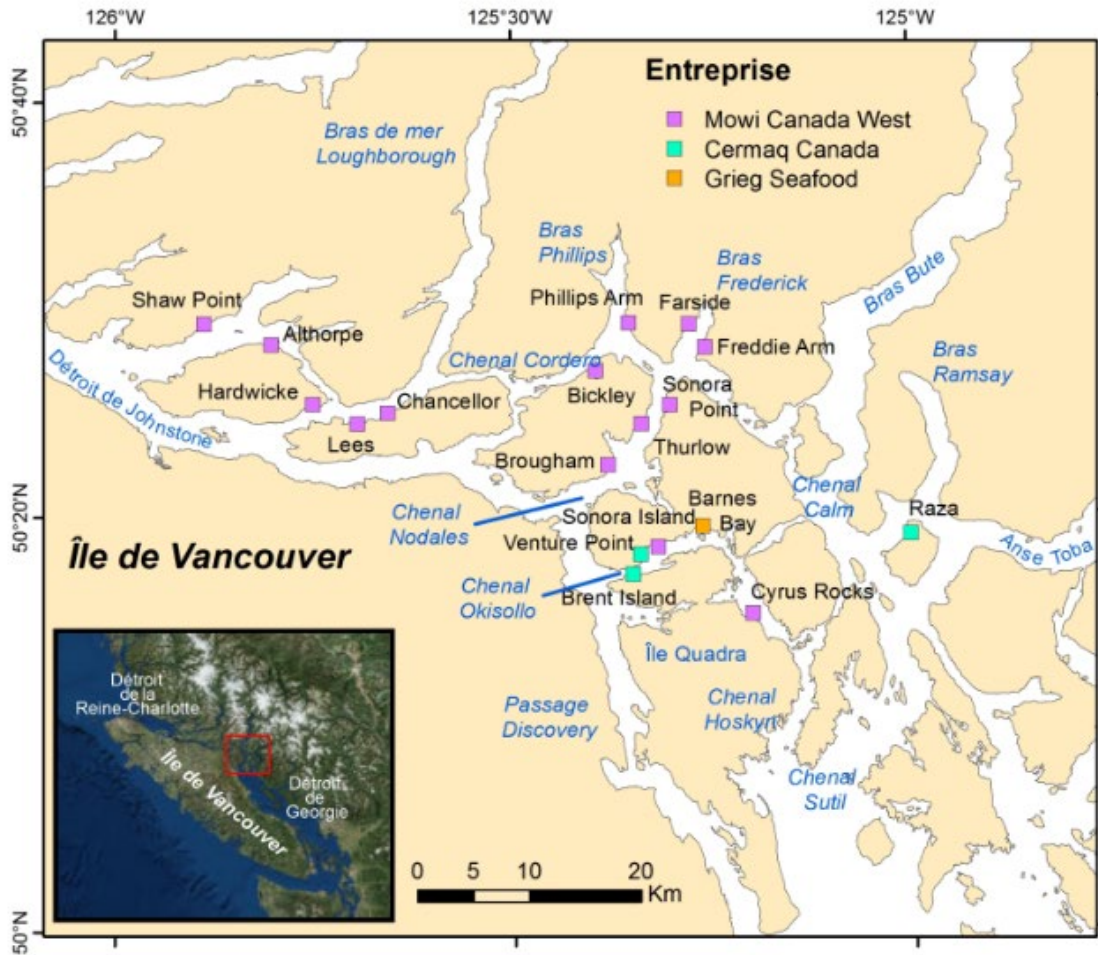 126°W
125°30'W
125°W
50°40'N
50°20'N
50°N
Entreprise
Mowi Canada West
Cermaq Canada
Grieg Seafood
Bras de mer
Loughborough
Bras
Phillips
Bras
Frederick
Bras Bute
Bras
Ramsay
Shaw Point
Althorpe
Phillips Arm
Farside
Freddie Arm
Détroit de Johnstone
Hardwicke
Chancellor
Lees
Chenal Cordero
Bickley
Sonora
Point
Thurlow
Brougham
Chenal
Nodales
Chenal
Calm
Raza
Anse Toba
Barnes
Bay
Sonora Island
Venture Point
Chenal
Okisollo
Brent Island
Cyrus Rocks
Île de Vancouver
Île Quadra
Passage
Discovery
Chenal
Hoskyn
Chenal
Sutil
Détroit
de la
Reine-Charlotte
Île de Vancouver
Détroit
de
Georgie
0 5 10 20
Km